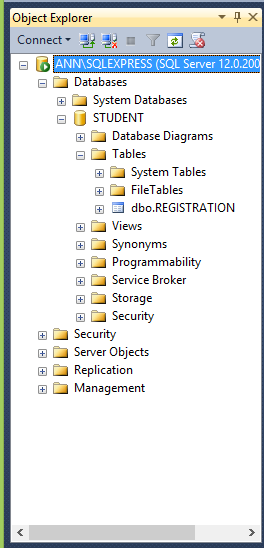 Object Explorer
Connect
ANN\SQLEXPRESS (SQL Server 12.0.200
Databases
System Databases
STUDENT
Database Diagrams
Tables
System Tables
FileTables
dbo.REGISTRATION
Views
Synonyms
Programmability
Service Broker
Storage
Security
Security
Server Objects
Replication
Management